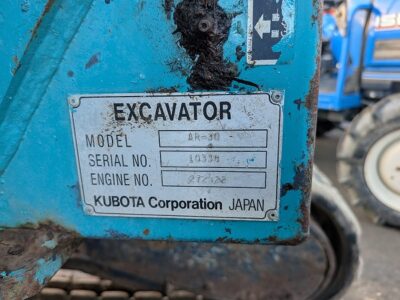 EXCAVATOR
MODEL
SERIAL NO. 10338
ENGINE NO.
KUBOTA Corporation JAPAN